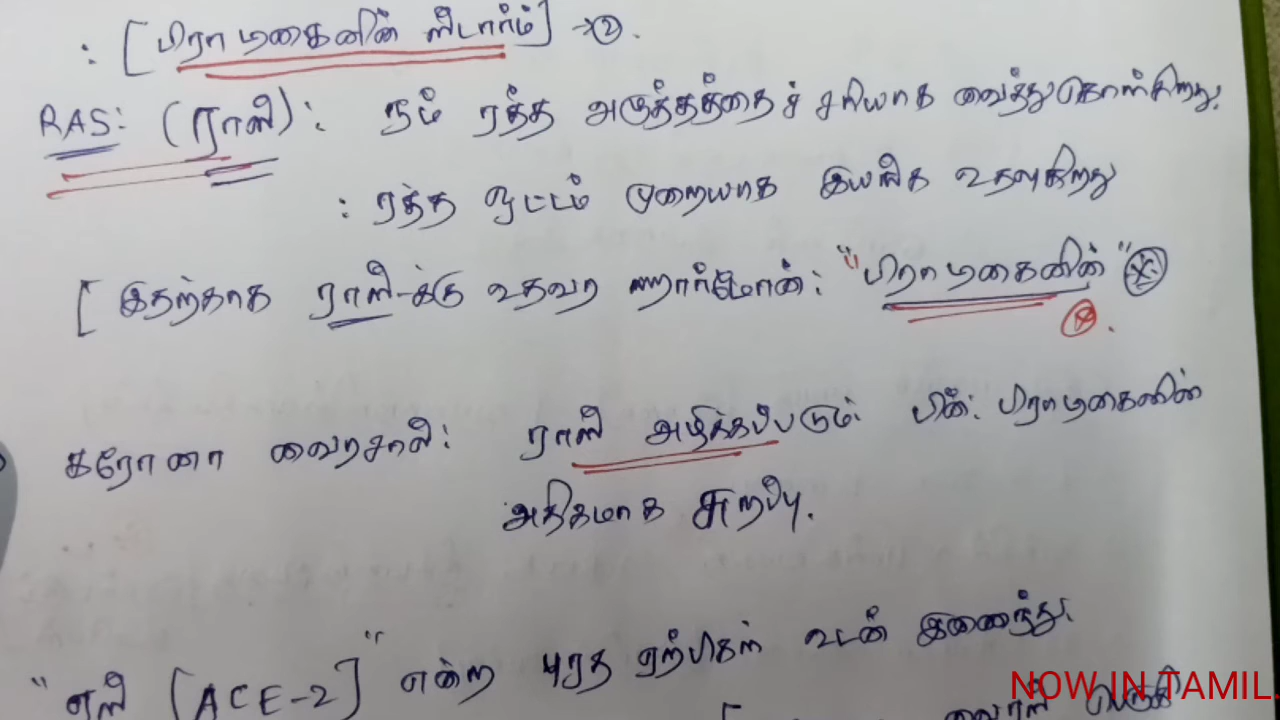 : [பிராடிகைனின் ஸ்டார்ம்] → ②.
RAS: (ராஸ்): நம் ரத்த அழுத்தத்தைச் சரியாக வைத்துகொள்கிறது.
: ரத்த ஓட்டம் முறையாக இயங்க உதவுகிறது
[ இதற்காக ராஸ்-க்கு உதவும் ஹார்மோன்: "பிராடிகைனின்"
கரோனா வைரசால்: ராஸ் அழிக்கப்படும். பின்: பிராடிகைனின்
அதிகமாக சுரப்பு.
"ஏஸ் [ACE-2]" என்ற புரத ஏற்பிகள் உடன் இணைந்து.
வைரஸ் பெருகி
NOW IN TAMIL.